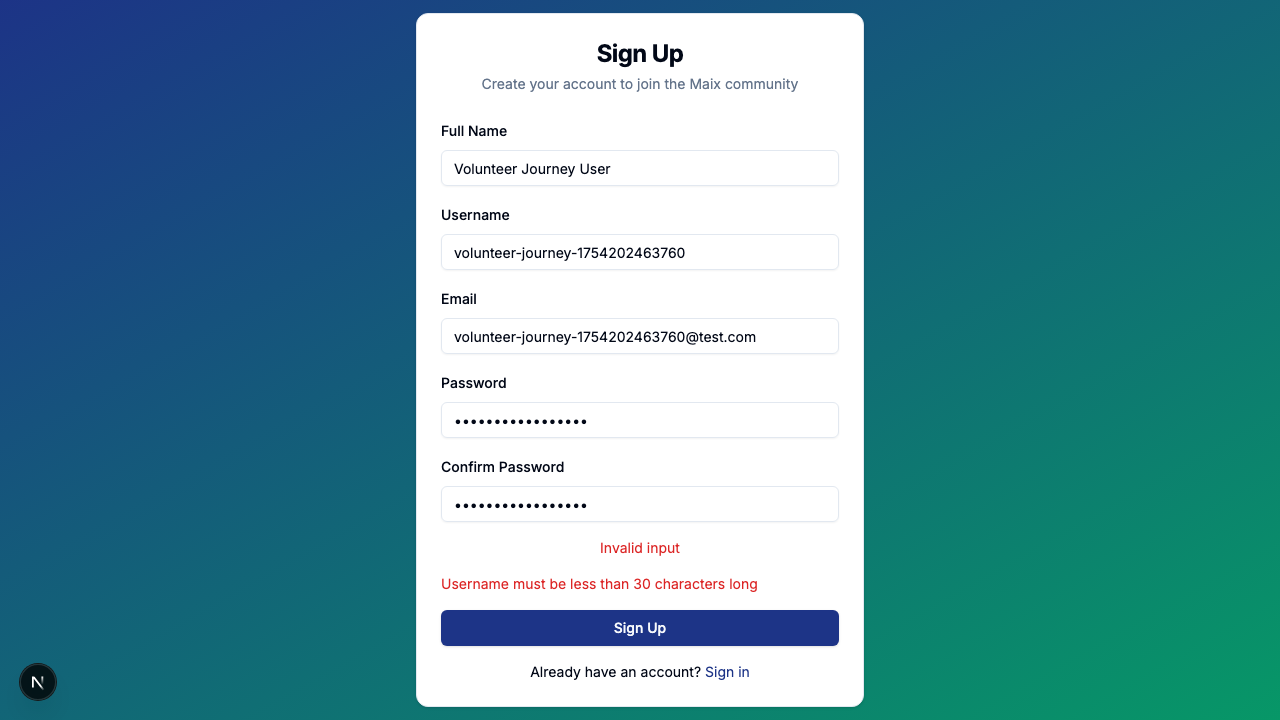 Sign Up
Create your account to join the Maix community
Full Name
Volunteer Journey User
Username
volunteer-journey-1754202463760
Email
volunteer-journey-1754202463760@test.com
Password
•••••••••••••••••
Confirm Password
•••••••••••••••••
Invalid input
Username must be less than 30 characters long
Sign Up
Already have an account? Sign in
N